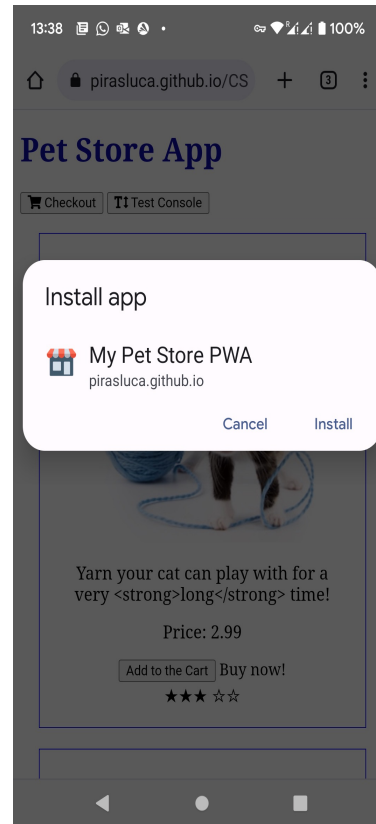 13:38
R
100%
pirasluca.github.io/CS
3
Pet Store App
Checkout
Test Console
Install app
My Pet Store PWA
pirasluca.github.io
Cancel
Install
Yarn your cat can play with for a
very <strong>long</strong> time!
Price: 2.99
Add to the Cart Buy now!
★★★ ☆☆